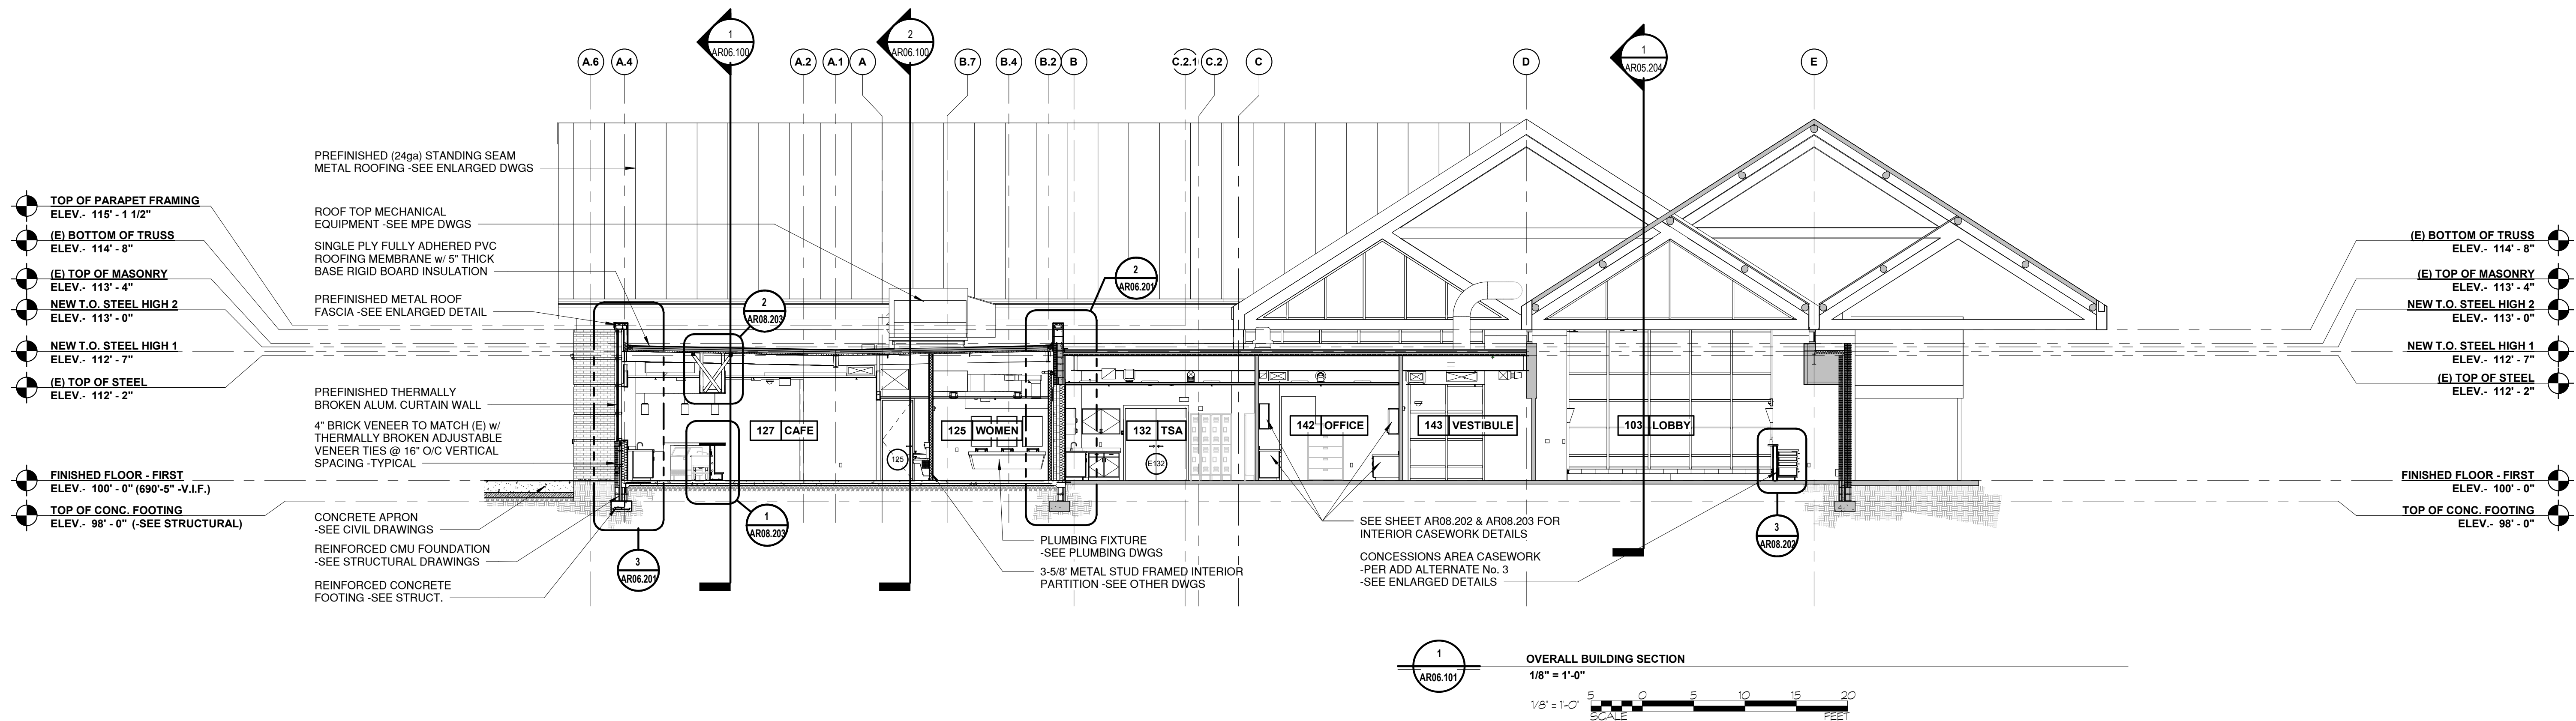 1
AR06.100
2
AR06.100
1
AR05.204
A.6
A.4
A.2
A.1
A
B.7
B.4
B.2
B
C.2.1
C.2
C
D
E
PREFINISHED (24ga) STANDING SEAM
METAL ROOFING -SEE ENLARGED DWGS
ROOF TOP MECHANICAL
EQUIPMENT -SEE MPE DWGS
SINGLE PLY FULLY ADHERED PVC
ROOFING MEMBRANE w/ 5" THICK
BASE RIGID BOARD INSULATION
PREFINISHED METAL ROOF
FASCIA -SEE ENLARGED DETAIL
PREFINISHED THERMALLY
BROKEN ALUM. CURTAIN WALL
4" BRICK VENEER TO MATCH (E) w/
THERMALLY BROKEN ADJUSTABLE
VENEER TIES @ 16" O/C VERTICAL
SPACING -TYPICAL
CONCRETE APRON
-SEE CIVIL DRAWINGS
REINFORCED CMU FOUNDATION
-SEE STRUCTURAL DRAWINGS
REINFORCED CONCRETE
FOOTING -SEE STRUCT.
TOP OF PARAPET FRAMING
ELEV.- 115' - 1 1/2"
(E) BOTTOM OF TRUSS
ELEV.- 114' - 8"
(E) TOP OF MASONRY
ELEV.- 113' - 4"
NEW T.O. STEEL HIGH 2
ELEV.- 113' - 0"
NEW T.O. STEEL HIGH 1
ELEV.- 112' - 7"
(E) TOP OF STEEL
ELEV.- 112' - 2"
FINISHED FLOOR - FIRST
ELEV.- 100' - 0" (690'-5" -V.I.F.)
TOP OF CONC. FOOTING
ELEV.- 98' - 0" (-SEE STRUCTURAL)
2
AR08.203
2
AR06.201
127 CAFE
125 WOMEN
132 TSA
142 OFFICE
143 VESTIBULE
103 LOBBY
125
E132
3
AR06.201
1
AR08.203
3
AR08.202
PLUMBING FIXTURE
-SEE PLUMBING DWGS
3-5/8' METAL STUD FRAMED INTERIOR
PARTITION -SEE OTHER DWGS
SEE SHEET AR08.202 & AR08.203 FOR
INTERIOR CASEWORK DETAILS
CONCESSIONS AREA CASEWORK
-PER ADD ALTERNATE No. 3
-SEE ENLARGED DETAILS
(E) BOTTOM OF TRUSS
ELEV.- 114' - 8"
(E) TOP OF MASONRY
ELEV.- 113' - 4"
NEW T.O. STEEL HIGH 2
ELEV.- 113' - 0"
NEW T.O. STEEL HIGH 1
ELEV.- 112' - 7"
(E) TOP OF STEEL
ELEV.- 112' - 2"
FINISHED FLOOR - FIRST
ELEV.- 100' - 0"
TOP OF CONC. FOOTING
ELEV.- 98' - 0"
1
AR06.101
OVERALL BUILDING SECTION
1/8" = 1'-0"
1/8" = 1'-0"
5 0 5 10 15 20
SCALE FEET